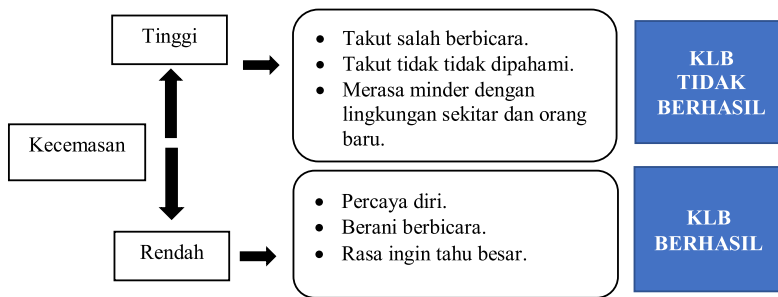 Kecemasan
Tinggi
• Takut salah berbicara.
• Takut tidak tidak dipahami.
• Merasa minder dengan
lingkungan sekitar dan orang
baru.
KLB
TIDAK
BERHASIL
Rendah
• Percaya diri.
• Berani berbicara.
• Rasa ingin tahu besar.
KLB
BERHASIL